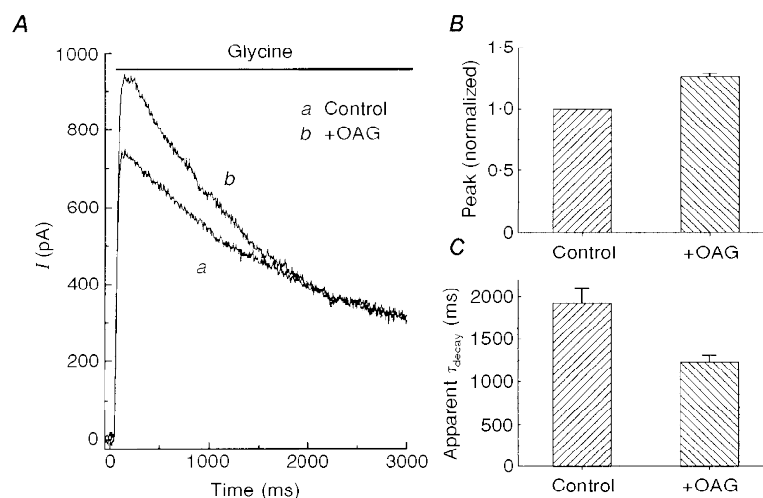 A
1000
800
600
400
200
0
I (pA)
0
1000
2000
3000
Time (ms)
Glycine
a Control
b +OAG
b
a
B
1·5
1·0
0·5
0
Peak (normalized)
Control
+OAG
C
2000
1500
1000
500
0
Apparent τdecay (ms)
Control
+OAG